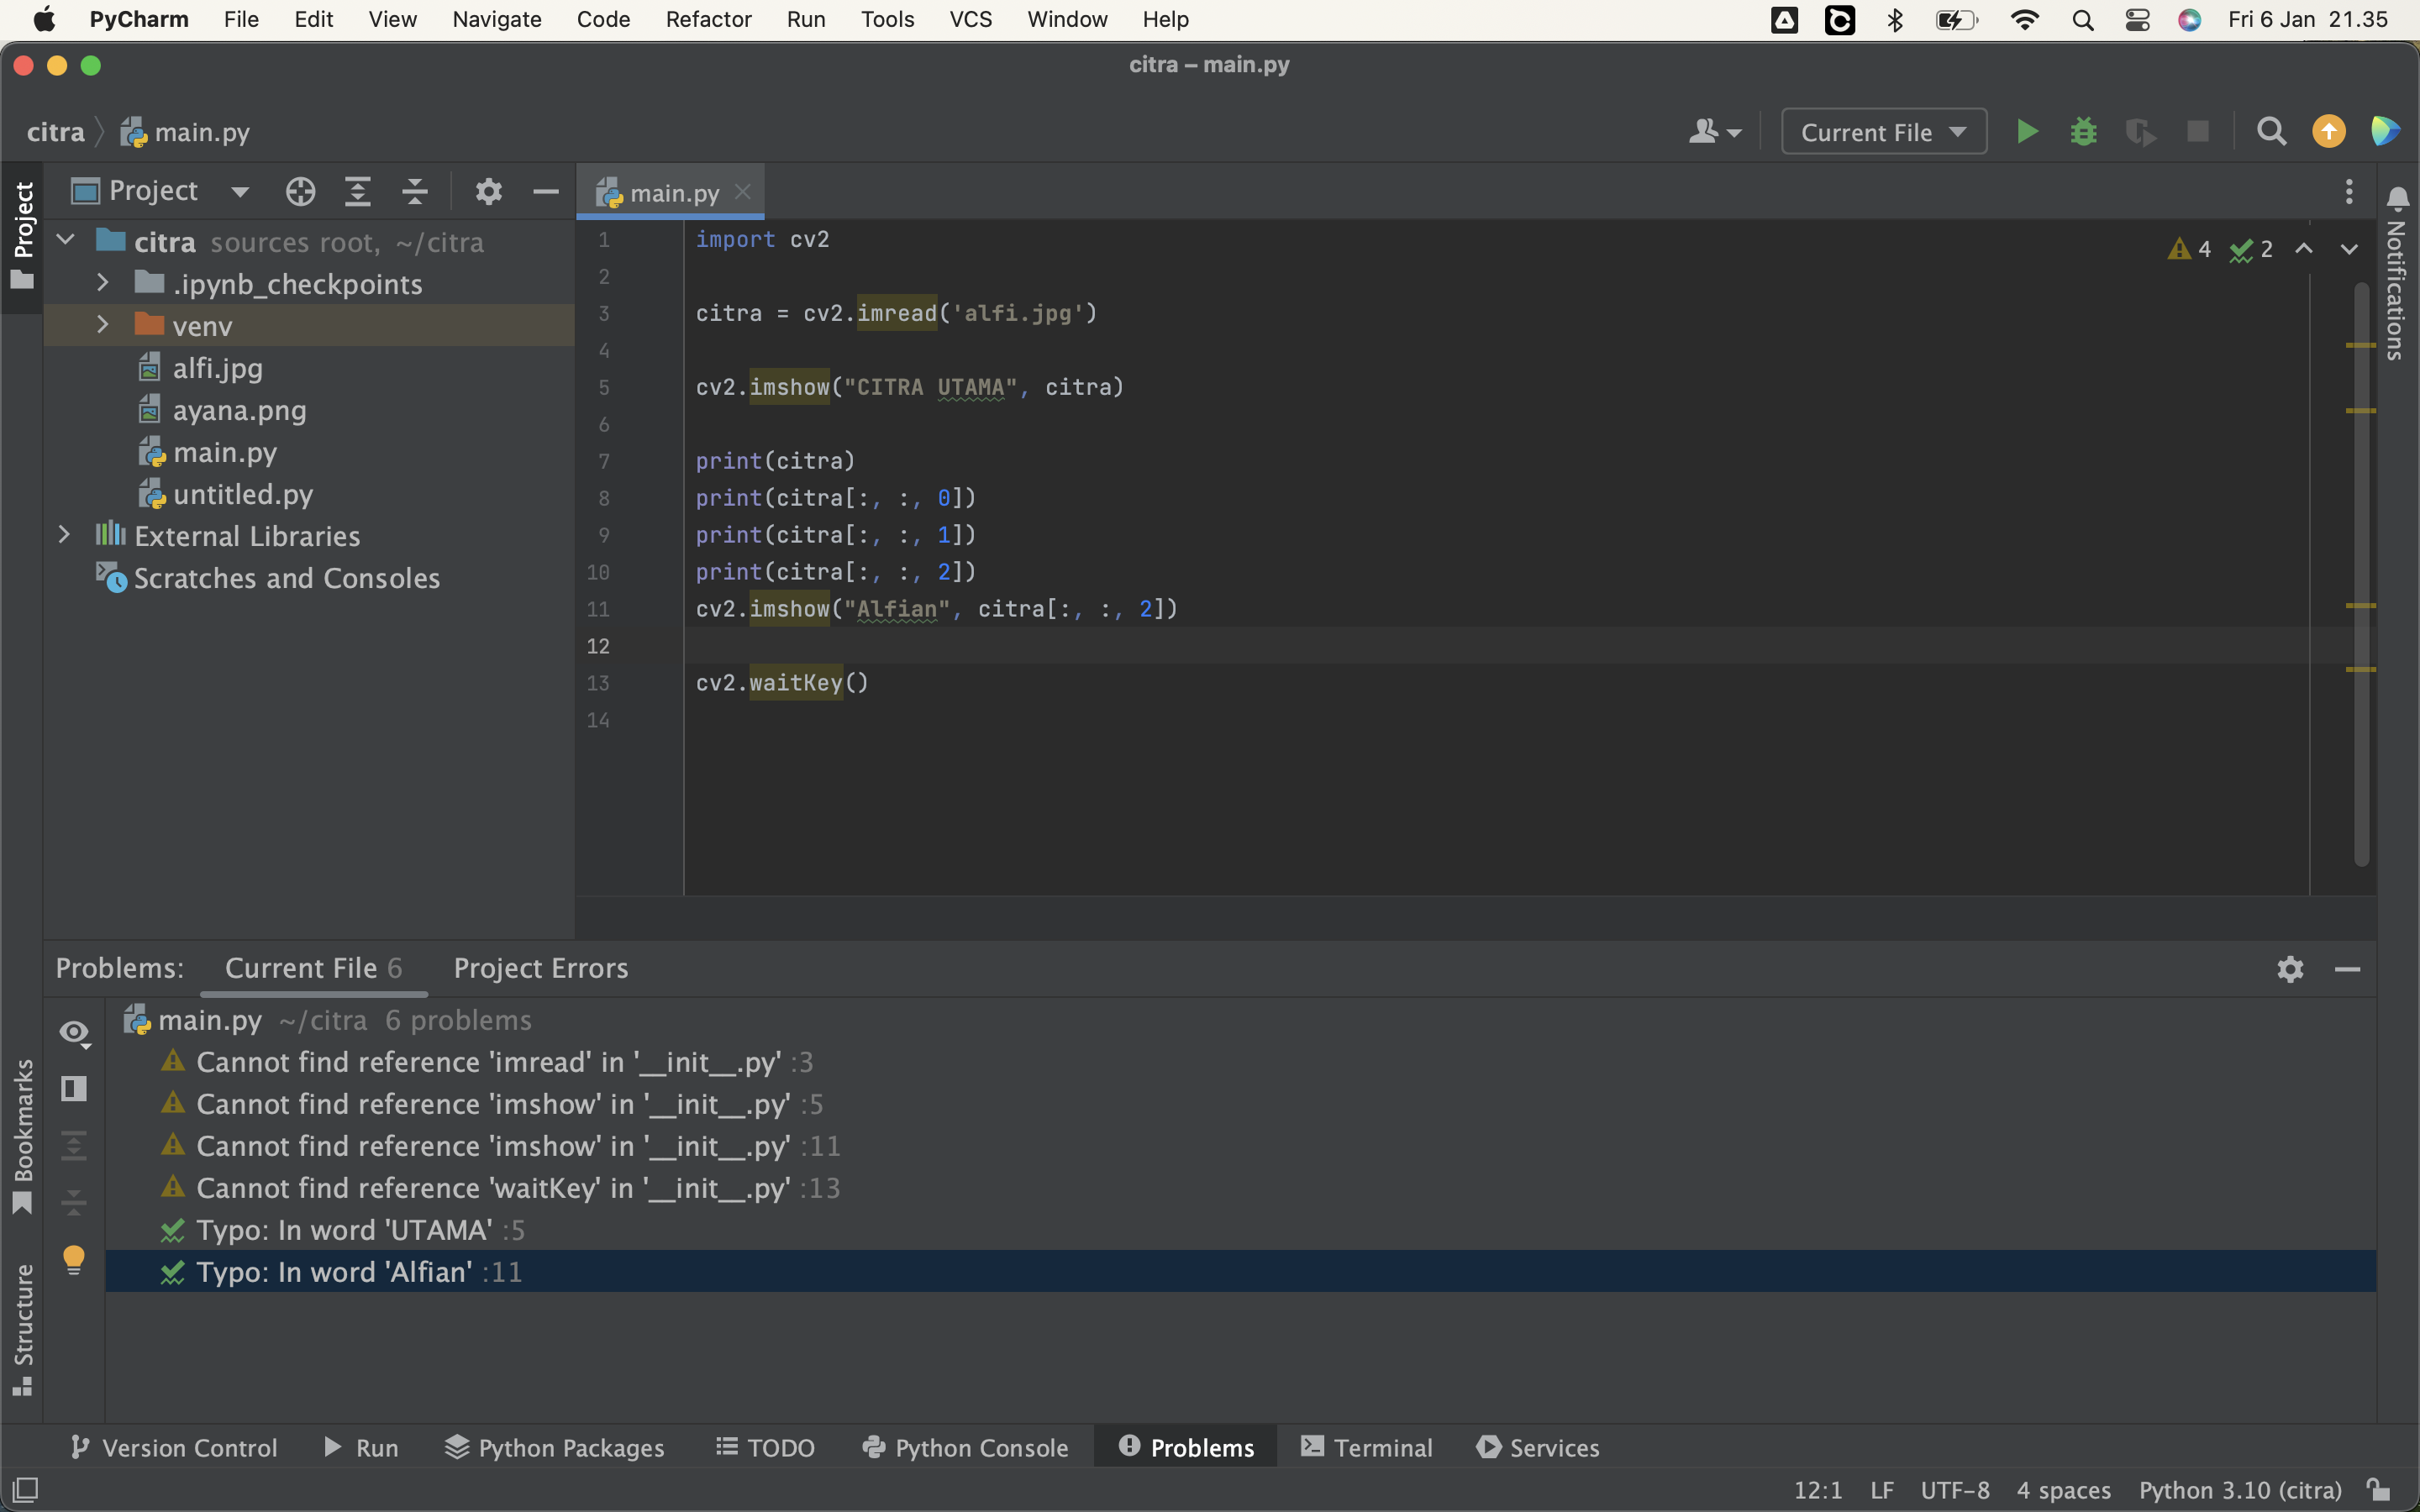 PyCharm File Edit View Navigate Code Refactor Run Tools VCS Window Help Fri 6 Jan 21.35
citra – main.py
citra main.py Current File
Project main.py
Project
Notifications
citra sources root, ~/citra
.ipynb_checkpoints
venv
alfi.jpg
ayana.png
main.py
untitled.py
External Libraries
Scratches and Consoles
4 2
1 import cv2
2
3 citra = cv2.imread('alfi.jpg')
4
5 cv2.imshow("CITRA UTAMA", citra)
6
7 print(citra)
8 print(citra[:, :, 0])
9 print(citra[:, :, 1])
10 print(citra[:, :, 2])
11 cv2.imshow("Alfian", citra[:, :, 2])
12
13 cv2.waitKey()
14
Problems: Current File 6 Project Errors
main.py ~/citra 6 problems
Cannot find reference 'imread' in '__init__.py' :3
Cannot find reference 'imshow' in '__init__.py' :5
Cannot find reference 'imshow' in '__init__.py' :11
Cannot find reference 'waitKey' in '__init__.py' :13
Typo: In word 'UTAMA' :5
Typo: In word 'Alfian' :11
Bookmarks
Structure
Version Control Run Python Packages TODO Python Console Problems Terminal Services
12:1 LF UTF-8 4 spaces Python 3.10 (citra)